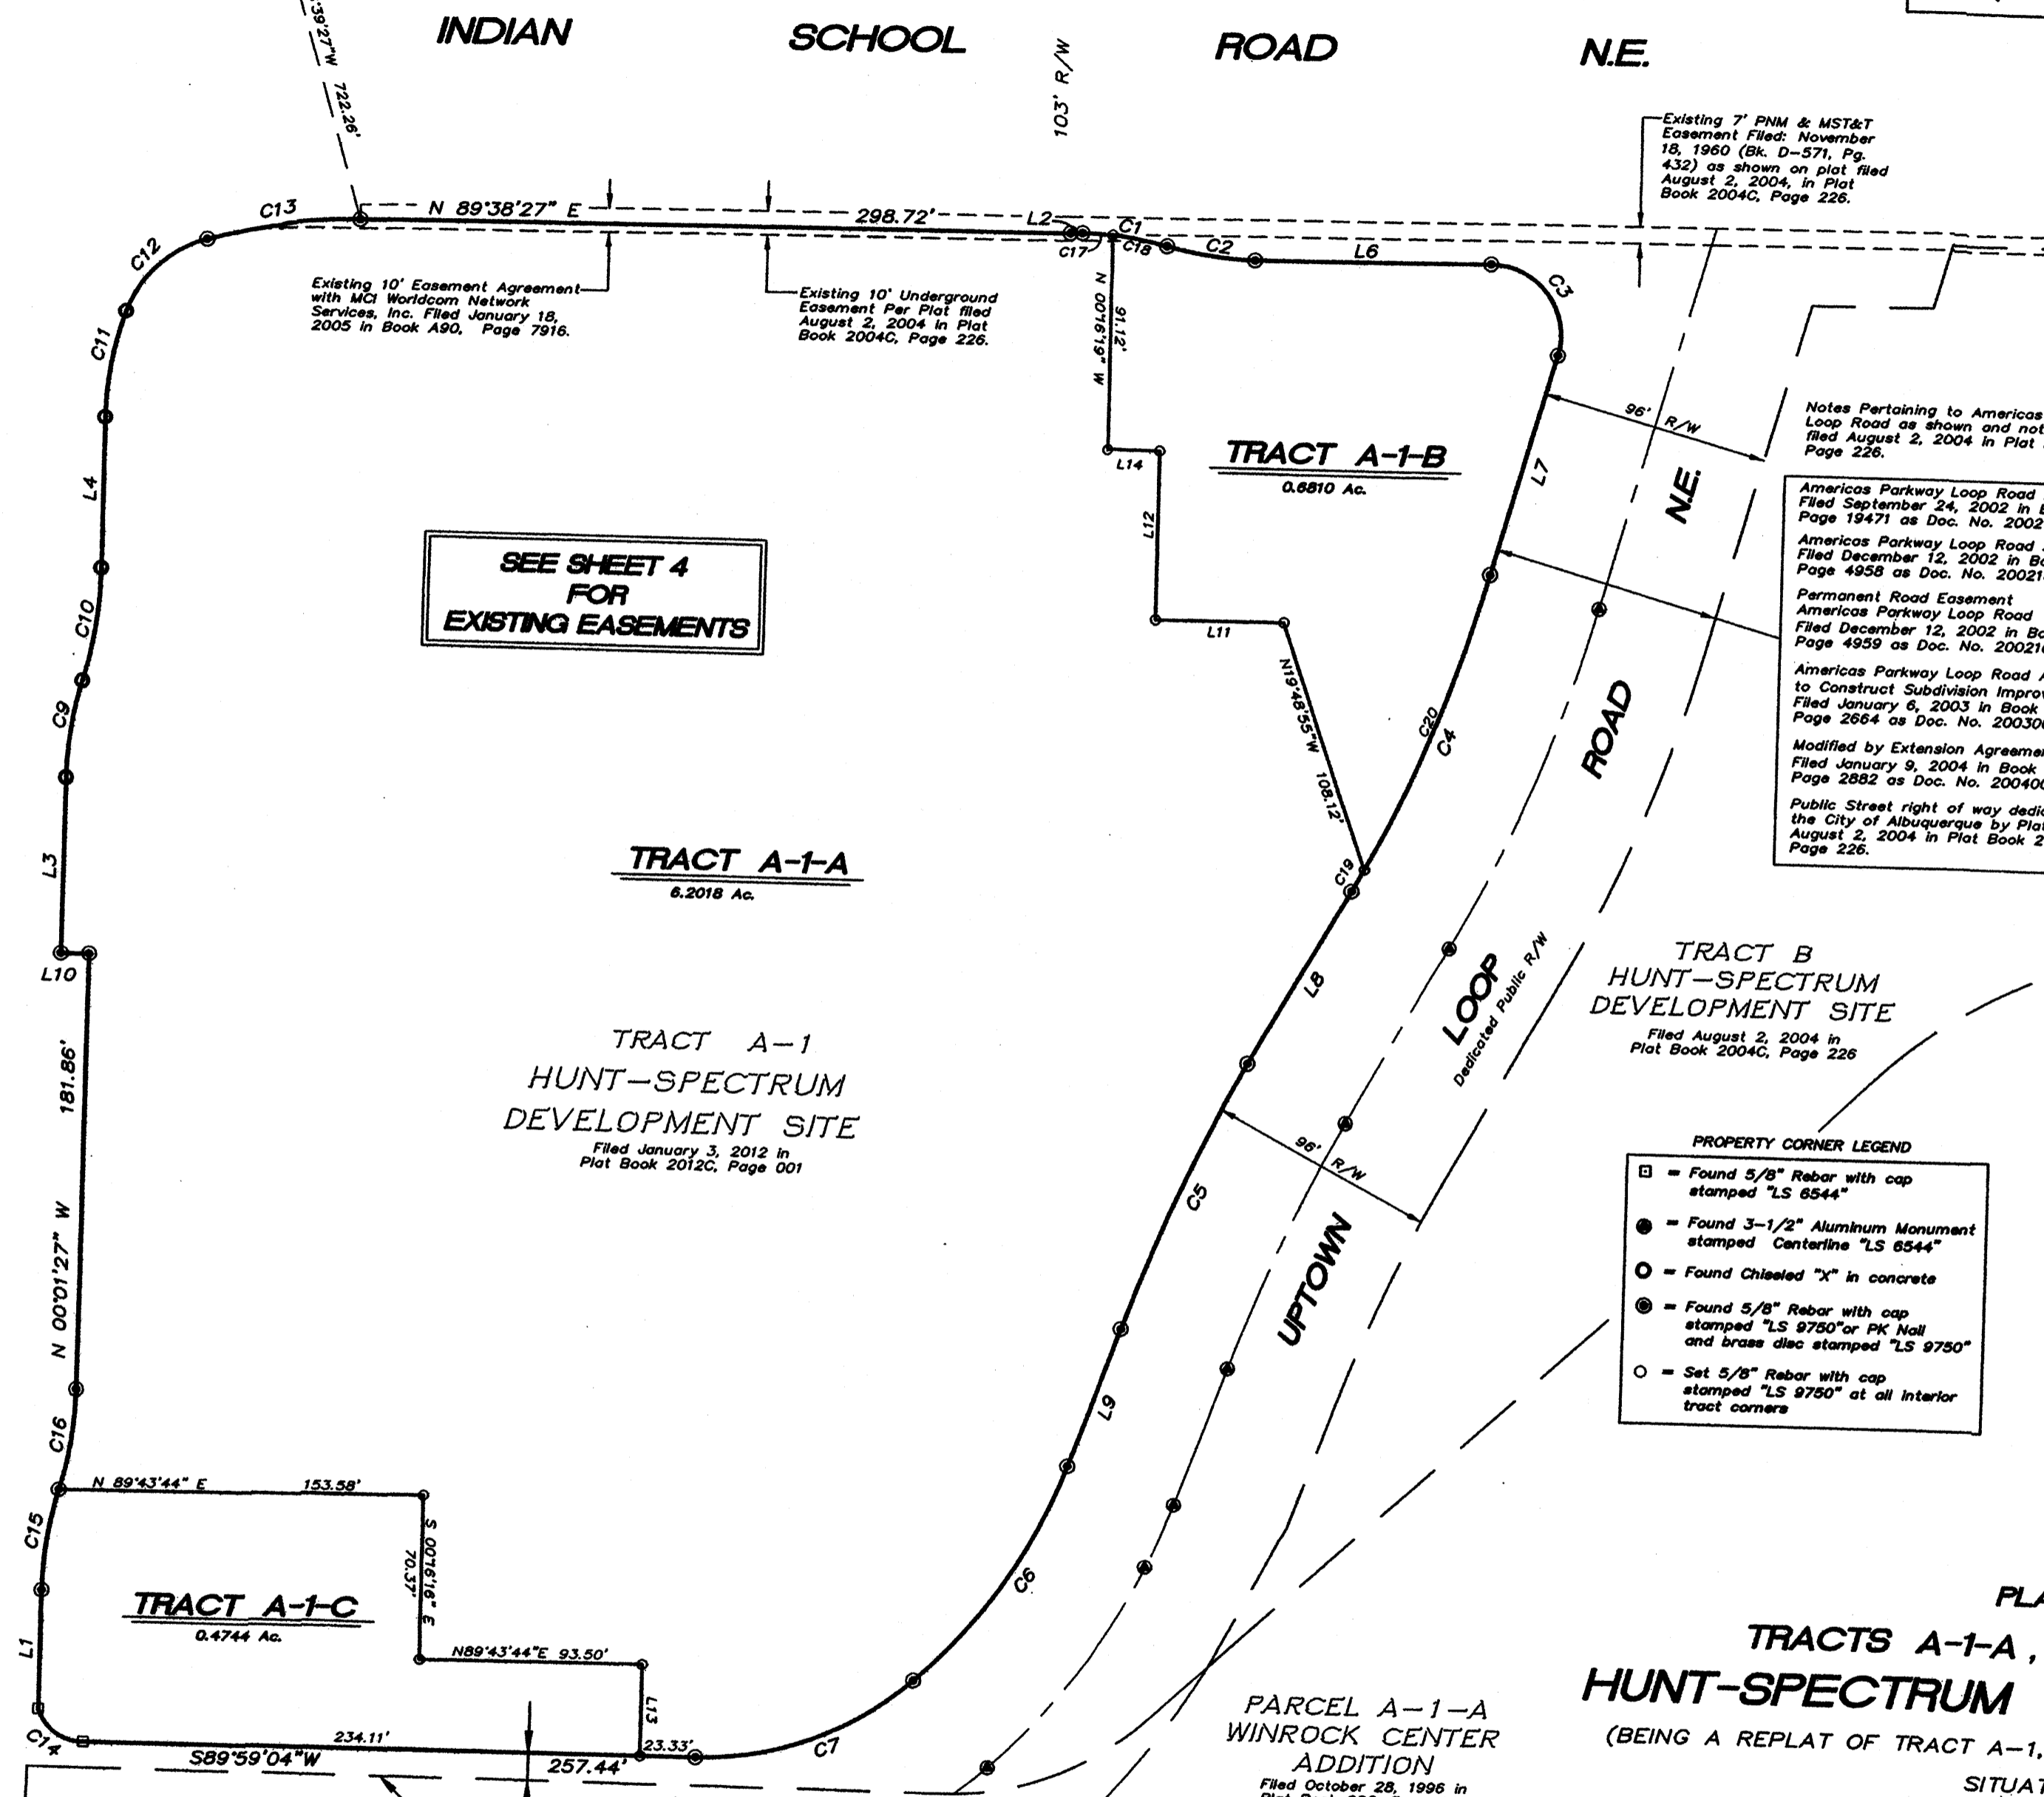 INDIAN SCHOOL ROAD N.E.
103' R/W
39'27"W 722.26'
Existing 7' PNM & MST&T
Easement Filed: November
18, 1960 (Bk. D-571, Pg.
432) as shown on plat filed
August 2, 2004, in Plat
Book 2004C, Page 226.
C13
N 89°38'27" E
298.72'
L2
C1
C17
C18
C2
L6
C3
C12
C11
Existing 10' Easement Agreement
with MCI Worldcom Network
Services, Inc. Filed January 18,
2005 in Book A90, Page 7916.
Existing 10' Underground
Easement Per Plat filed
August 2, 2004 in Plat
Book 2004C, Page 226.
N 00°16'19" W
91.12'
L14
TRACT A-1-B
0.6810 Ac.
L12
L11
L7
96' R/W
N.E.
Notes Pertaining to Americas
Loop Road as shown and not
filed August 2, 2004 in Plat
Page 226.
Americas Parkway Loop Road
Filed September 24, 2002 in
Page 19471 as Doc. No. 2002
Americas Parkway Loop Road
Filed December 12, 2002 in Bo
Page 4958 as Doc. No. 20021
Permanent Road Easement
Americas Parkway Loop Road
Filed December 12, 2002 in Bo
Page 4959 as Doc. No. 20021
Americas Parkway Loop Road A
to Construct Subdivision Improv
Filed January 6, 2003 in Book
Page 2664 as Doc. No. 20030
Modified by Extension Agreeme
Filed January 9, 2004 in Book
Page 2882 as Doc. No. 20040
Public Street right of way dedic
the City of Albuquerque by Plat
August 2, 2004 in Plat Book 2
Page 226.
L4
C10
C9
L3
L10
SEE SHEET 4
FOR
EXISTING EASEMENTS
N19°48'55"W 108.12'
C20
C4
C19
ROAD
TRACT A-1-A
6.2018 Ac.
L8
LOOP
Dedicated Public R/W
TRACT B
HUNT-SPECTRUM
DEVELOPMENT SITE
Filed August 2, 2004 in
Plat Book 2004C, Page 226
TRACT A-1
HUNT-SPECTRUM
DEVELOPMENT SITE
Filed January 3, 2012 in
Plat Book 2012C, Page 001
N 00°01'27" W 181.86'
96' R/W
C5
UPTOWN
PROPERTY CORNER LEGEND
= Found 5/8" Rebar with cap
stamped "LS 6544"
= Found 3-1/2" Aluminum Monument
stamped Centerline "LS 6544"
= Found Chiseled "X" in concrete
= Found 5/8" Rebar with cap
stamped "LS 9750"or PK Nail
and brass disc stamped "LS 9750"
= Set 5/8" Rebar with cap
stamped "LS 9750" at all interior
tract corners
L9
C16
N 89°43'44" E 153.58'
C15
S 00°16'16" E
70.37'
TRACT A-1-C
0.4744 Ac.
N89°43'44"E 93.50'
L1
L13
C14
234.11'
23.33'
S89°59'04"W
257.44'
C7
C6
PARCEL A-1-A
WINROCK CENTER
ADDITION
Filed October 28, 1996 in
PLA
TRACTS A-1-A ,
HUNT-SPECTRUM
(BEING A REPLAT OF TRACT A-1,
SITUAT